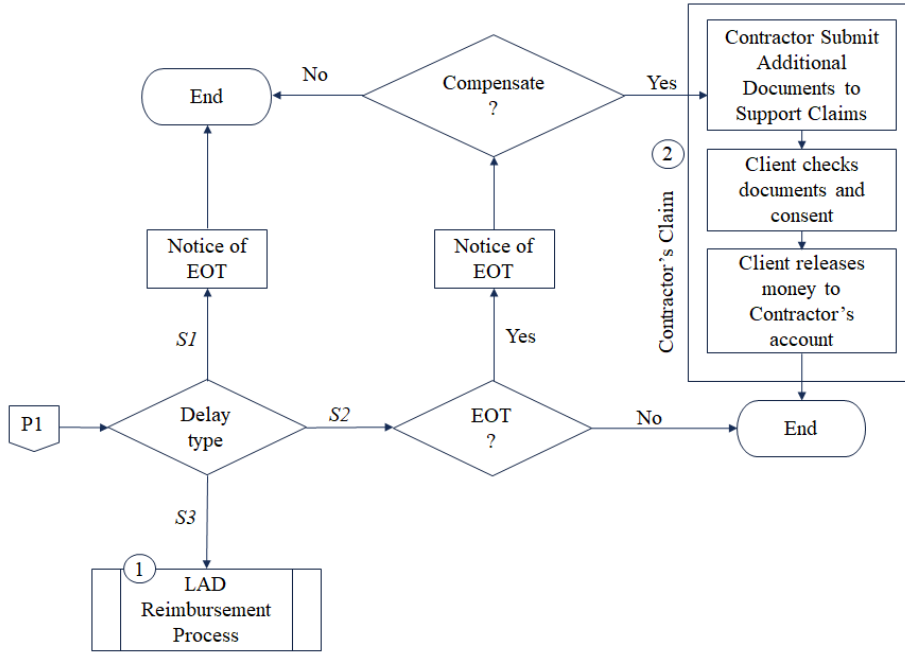 Contractor Submit
Additional
Documents to
Support Claims
No
Compensate
?
Yes
End
2
Client checks
documents and
consent
Contractor's Claim
Notice of
EOT
Notice of
EOT
Client releases
money to
Contractor's
account
S1
Yes
P1
Delay
type
S2
EOT
?
No
End
S3
1
LAD
Reimbursement
Process